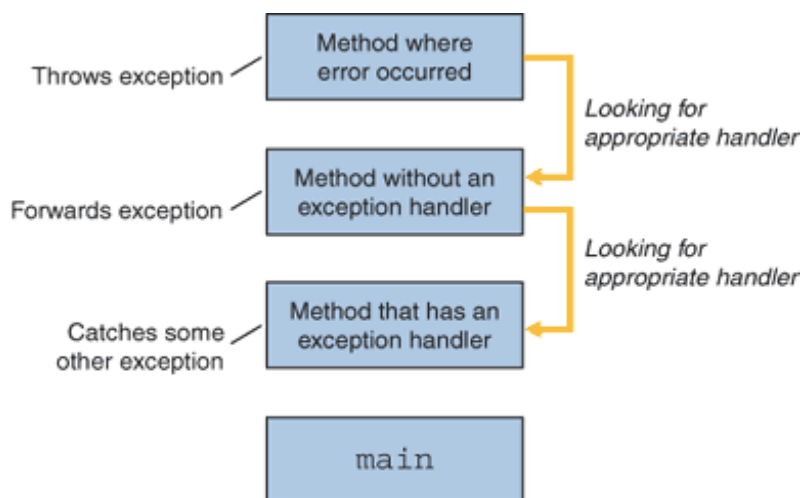 Method where
error occurred
Throws exception
Looking for
appropriate handler
Method without an
exception handler
Forwards exception
Looking for
appropriate handler
Method that has an
exception handler
Catches some
other exception
main